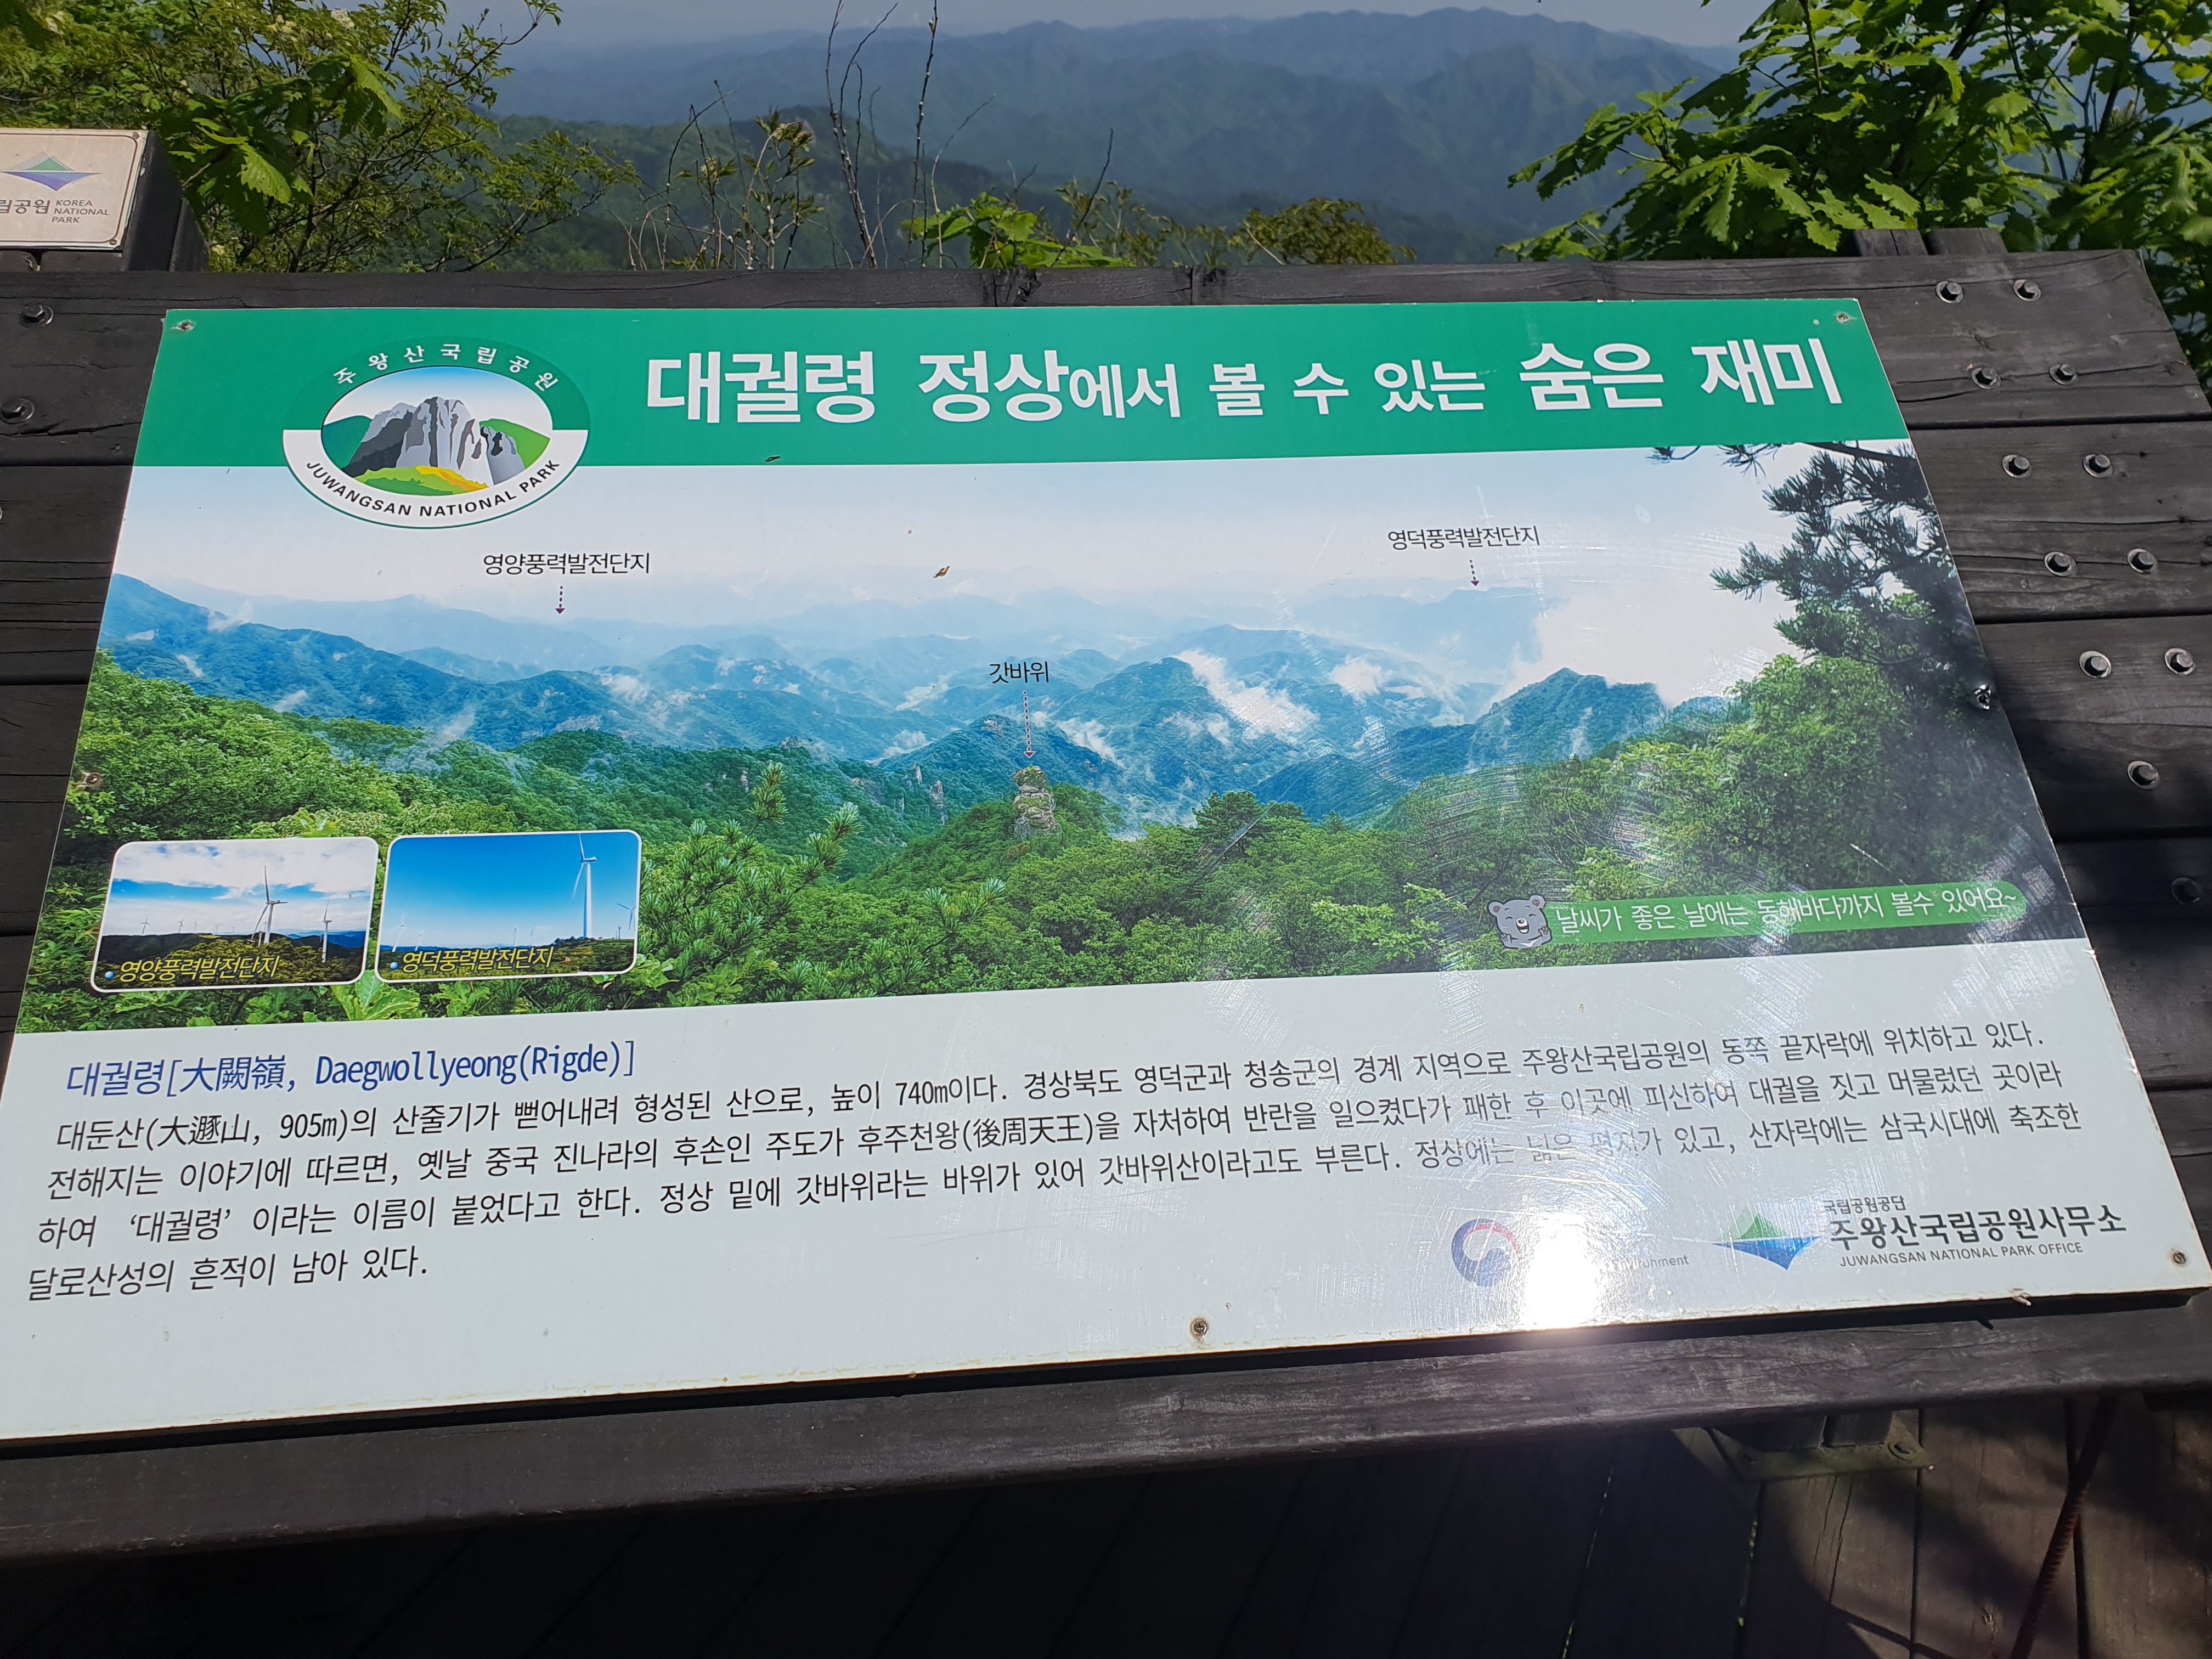 립공원 KOREA
NATIONAL
PARK
주왕산국립공원
JUWANGSAN NATIONAL PARK
대궐령 정상에서 볼 수 있는 숨은 재미
영양풍력발전단지
영덕풍력발전단지
갓바위
영양풍력발전단지
영덕풍력발전단지
날씨가 좋은 날에는 동해바다까지 볼수 있어요~
대궐령[大闕嶺, Daegwollyeong(Rigde)]
대둔산(大遯山, 905m)의 산줄기가 뻗어내려 형성된 산으로, 높이 740m이다. 경상북도 영덕군과 청송군의 경계 지역으로 주왕산국립공원의 동쪽 끝자락에 위치하고 있다.
전해지는 이야기에 따르면, 옛날 중국 진나라의 후손인 주도가 후주천왕(後周天王)을 자처하여 반란을 일으켰다가 패한 후 이곳에 피신하여 대궐을 짓고 머물렀던 곳이라
하여 ‘대궐령’ 이라는 이름이 붙었다고 한다. 정상 밑에 갓바위라는 바위가 있어 갓바위산이라고도 부른다. 정상에는 넓은 평지가 있고, 산자락에는 삼국시대에 축조한
달로산성의 흔적이 남아 있다.
국립공원공단
주왕산국립공원사무소
JUWANGSAN NATIONAL PARK OFFICE